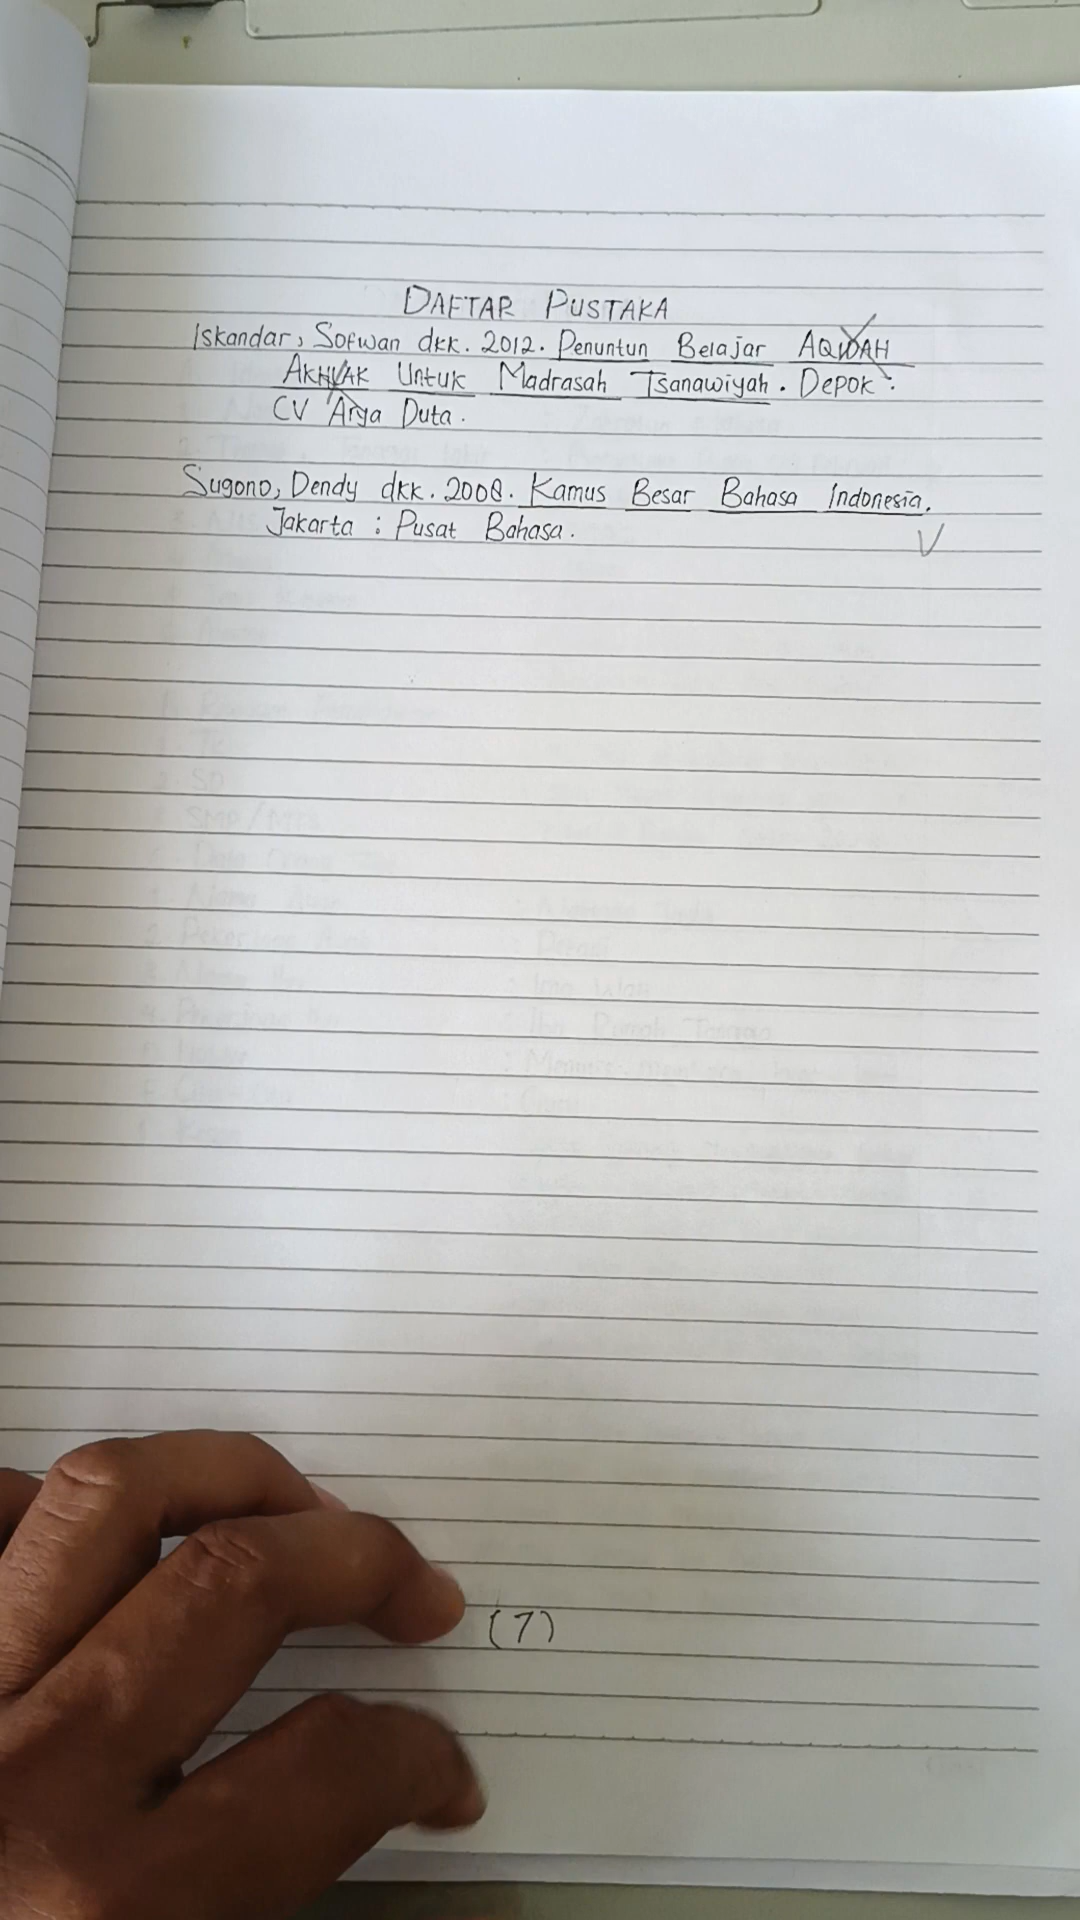 DAFTAR PUSTAKA
Iskandar, Sofwan dkk. 2012. Penuntun Belajar AQIDAH
AKHLAK Untuk Madrasah Tsanawiyah. Depok :
CV Arya Duta.
Sugono, Dendy dkk. 2008. Kamus Besar Bahasa Indonesia.
Jakarta : Pusat Bahasa.
(7)